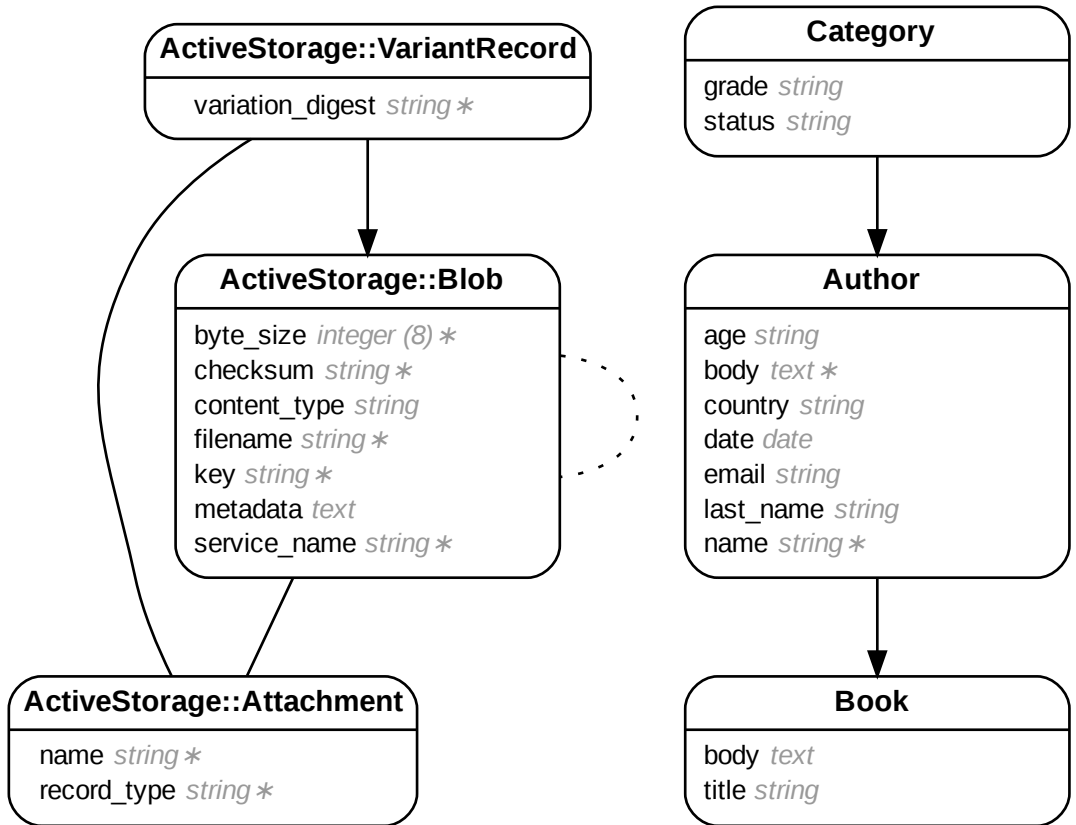 ActiveStorage::VariantRecord
variation_digest string ∗
Category
grade string
status string
ActiveStorage::Blob
byte_size integer (8) ∗
checksum string ∗
content_type string
filename string ∗
key string ∗
metadata text
service_name string ∗
Author
age string
body text ∗
country string
date date
email string
last_name string
name string ∗
ActiveStorage::Attachment
name string ∗
record_type string ∗
Book
body text
title string